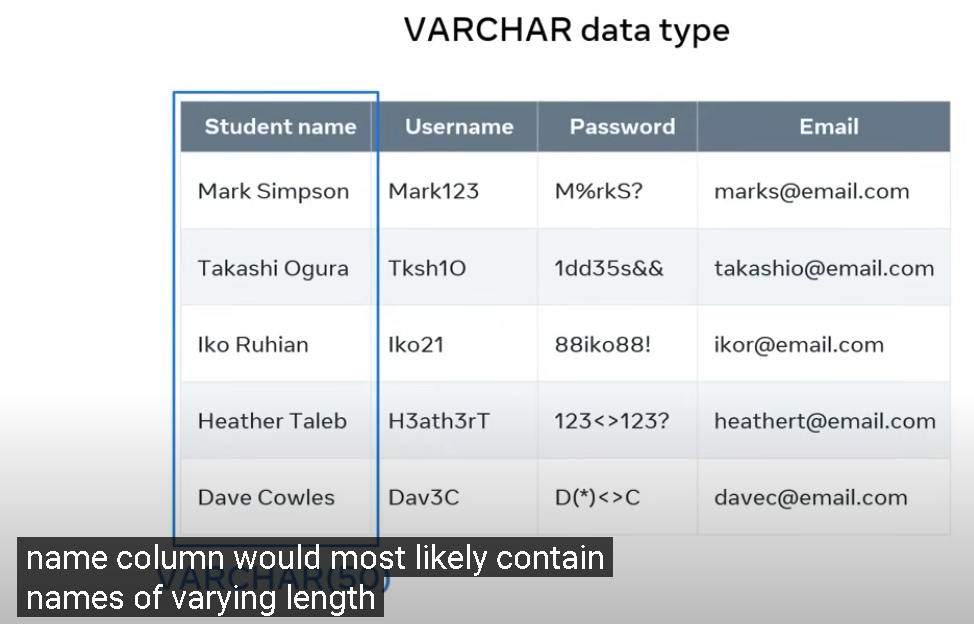 VARCHAR data type
Student name Username Password Email
Mark Simpson Mark123 M%rkS? marks@email.com
Takashi Ogura Tksh1O 1dd35s&& takashio@email.com
Iko Ruhian Iko21 88iko88! ikor@email.com
Heather Taleb H3ath3rT 123<>123? heathert@email.com
Dave Cowles Dav3C D(*)<>C davec@email.com
name column would most likely contain
VARCHAR(50)
names of varying length